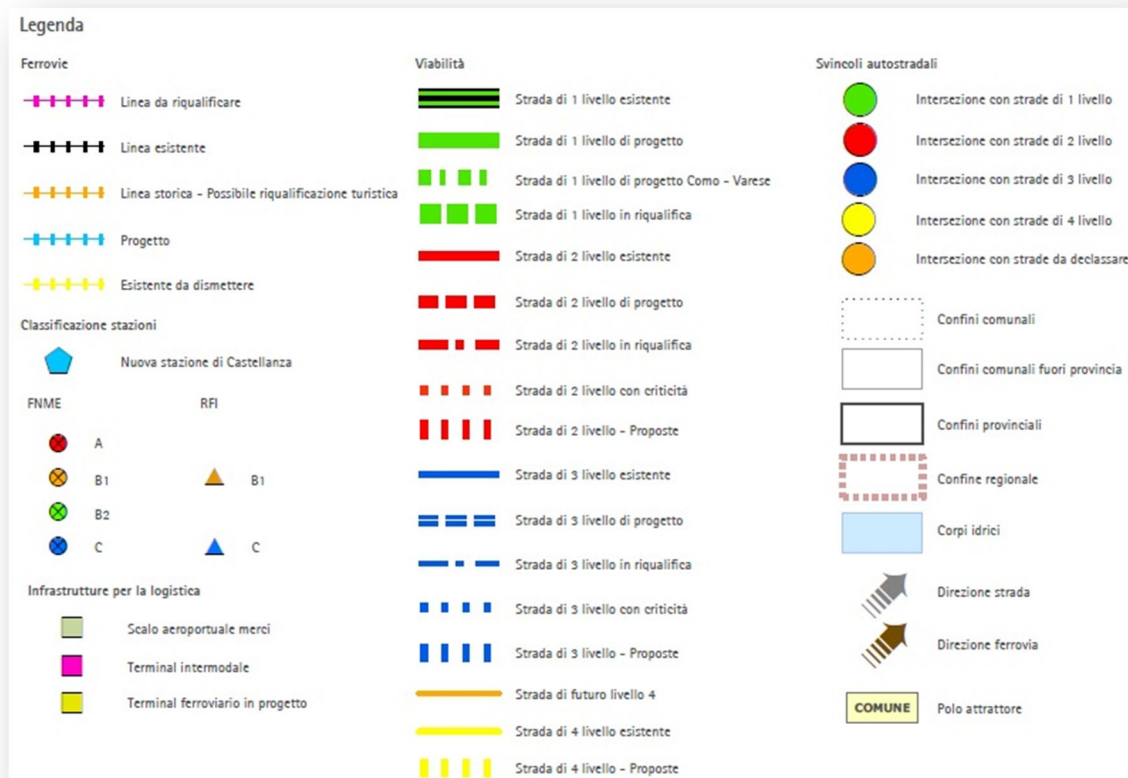 Legenda
Ferrovie
Linea da riqualificare
Linea esistente
Linea storica - Possibile riqualificazione turistica
Progetto
Esistente da dismettere
Classificazione stazioni
Nuova stazione di Castellanza
FNME RFI
A
B1 B1
B2
C C
Infrastrutture per la logistica
Scalo aeroportuale merci
Terminal intermodale
Terminal ferroviario in progetto
Viabilità
Strada di 1 livello esistente
Strada di 1 livello di progetto
Strada di 1 livello di progetto Como - Varese
Strada di 1 livello in riqualifica
Strada di 2 livello esistente
Strada di 2 livello di progetto
Strada di 2 livello in riqualifica
Strada di 2 livello con criticità
Strada di 2 livello - Proposte
Strada di 3 livello esistente
Strada di 3 livello di progetto
Strada di 3 livello in riqualifica
Strada di 3 livello con criticità
Strada di 3 livello - Proposte
Strada di futuro livello 4
Strada di 4 livello esistente
Strada di 4 livello - Proposte
Svincoli autostradali
Intersezione con strade di 1 livello
Intersezione con strade di 2 livello
Intersezione con strade di 3 livello
Intersezione con strade di 4 livello
Intersezione con strade da declassare
Confini comunali
Confini comunali fuori provincia
Confini provinciali
Confine regionale
Corpi idrici
Direzione strada
Direzione ferrovia
COMUNE Polo attrattore